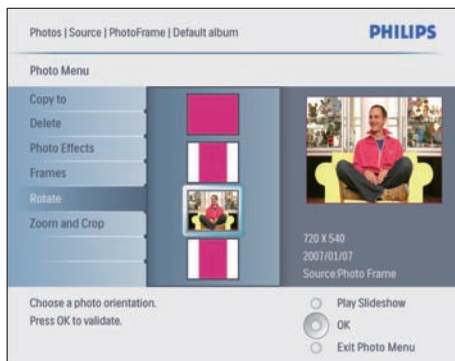 Photos | Source | PhotoFrame | Default album
PHILIPS
Photo Menu
Copy to
Delete
Photo Effects
Frames
Rotate
Zoom and Crop
720 X 540
2007/01/07
Source:Photo Frame
Choose a photo orientation.
Press OK to validate.
Play Slideshow
OK
Exit Photo Menu